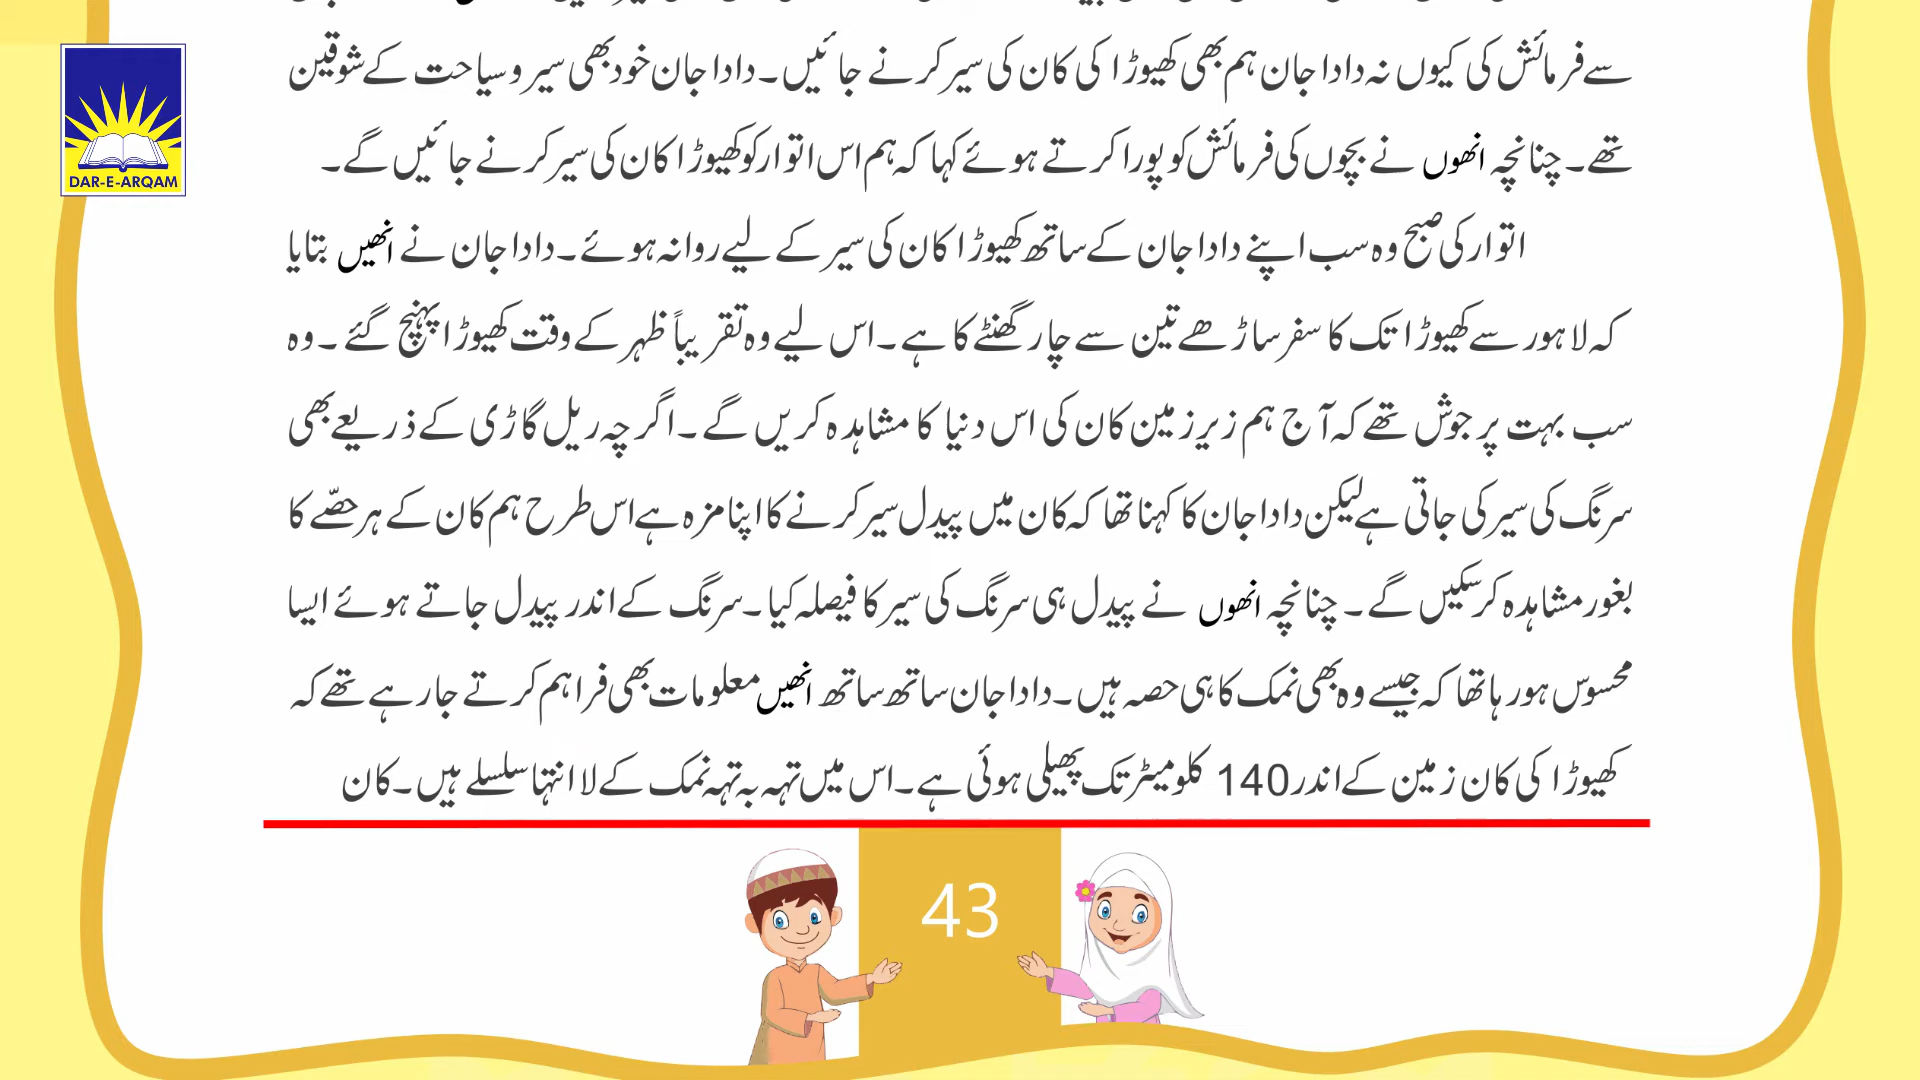 DAR-E-ARQAM
سے فرمائش کی کیوں نہ دادا جان ہم بھی کھیوڑا کی کان کی سیر کرنے جائیں۔ دادا جان خود بھی سیر و سیاحت کے شوقین
تھے۔ چنانچہ انھوں نے بچوں کی فرمائش کو پورا کرتے ہوئے کہا کہ ہم اس اتوار کو کھیوڑا کان کی سیر کرنے جائیں گے۔
اتوار کی صبح وہ سب اپنے دادا جان کے ساتھ کھیوڑا کان کی سیر کے لیے روانہ ہوئے۔ دادا جان نے انھیں بتایا
کہ لاہور سے کھیوڑا تک کا سفر ساڑھے تین سے چار گھنٹے کا ہے۔ اس لیے وہ تقریباً ظہر کے وقت کھیوڑا پہنچ گئے۔ وہ
سب بہت پر جوش تھے کہ آج ہم زیرِ زمین کان کی اس دنیا کا مشاہدہ کریں گے۔ اگرچہ ریل گاڑی کے ذریعے بھی
سرنگ کی سیر کی جاتی ہے لیکن دادا جان کا کہنا تھا کہ کان میں پیدل سیر کرنے کا اپنا مزہ ہے اس طرح ہم کان کے ہر حصّے کا
بغور مشاہدہ کر سکیں گے۔ چنانچہ انھوں نے پیدل ہی سرنگ کی سیر کا فیصلہ کیا۔ سرنگ کے اندر پیدل جاتے ہوئے ایسا
محسوس ہو رہا تھا کہ جیسے وہ بھی نمک کا ہی حصہ ہیں۔ دادا جان ساتھ ساتھ انھیں معلومات بھی فراہم کرتے جا رہے تھے کہ
کھیوڑا کی کان زمین کے اندر 140 کلومیٹر تک پھیلی ہوئی ہے۔ اس میں تہہ بہ تہہ نمک کے لا انتہا سلسلے ہیں۔ کان
43